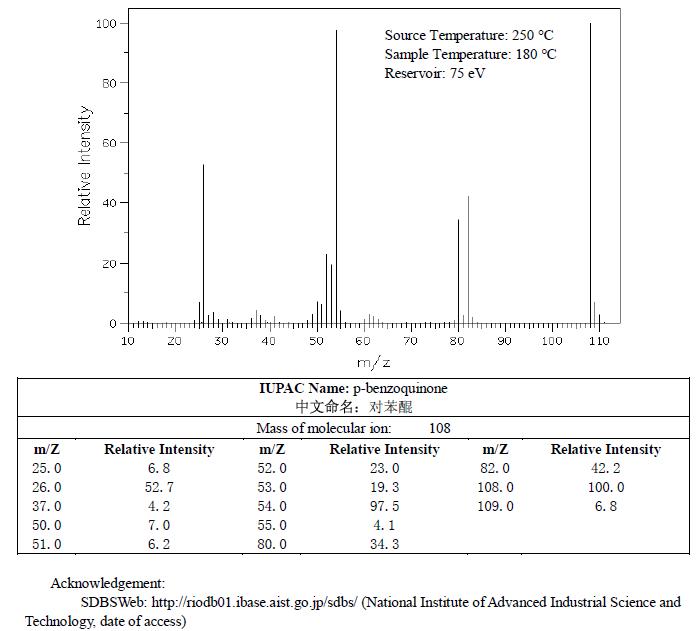 100
80
60
40
20
0
Relative Intensity
Source Temperature: 250 °C
Sample Temperature: 180 °C
Reservoir: 75 eV
10 20 30 40 50 60 70 80 90 100 110
m/z
IUPAC Name: p-benzoquinone
中文命名：对苯醌
Mass of molecular ion: 108
m/Z Relative Intensity m/Z Relative Intensity m/Z Relative Intensity
25.0 6.8 52.0 23.0 82.0 42.2
26.0 52.7 53.0 19.3 108.0 100.0
37.0 4.2 54.0 97.5 109.0 6.8
50.0 7.0 55.0 4.1
51.0 6.2 80.0 34.3
Acknowledgement:
SDBSWeb: http://riodb01.ibase.aist.go.jp/sdbs/ (National Institute of Advanced Industrial Science and
Technology, date of access)